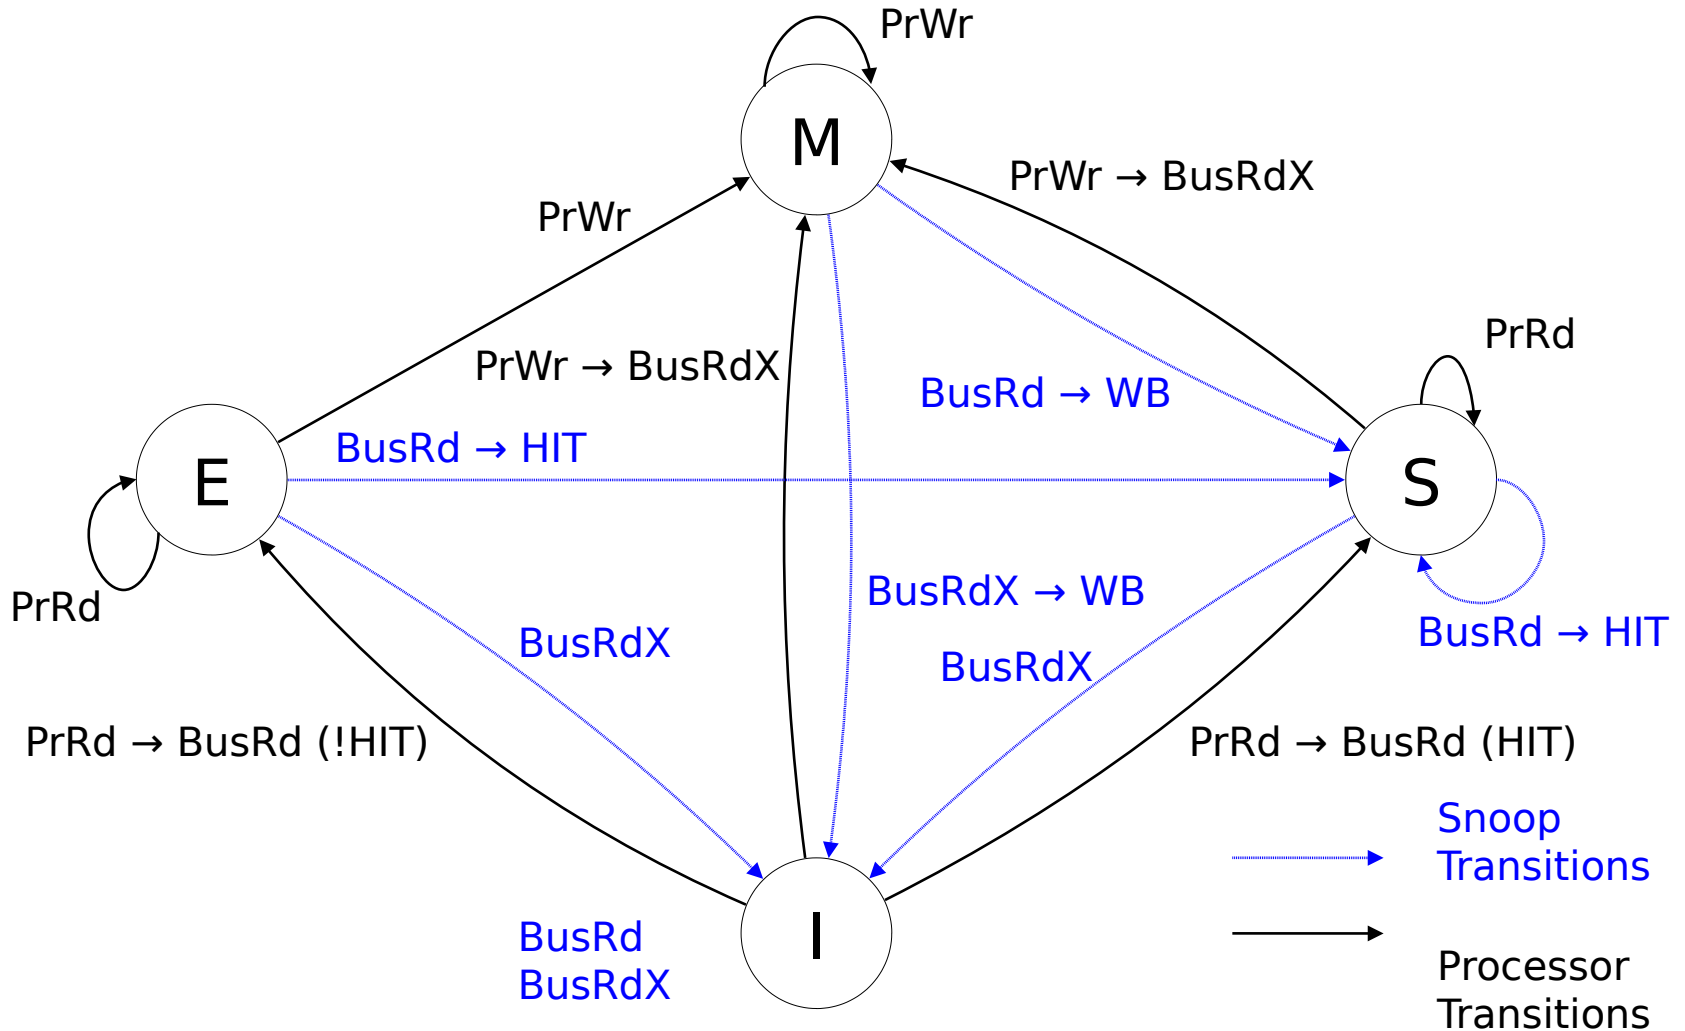 PrWr
M
PrWr → BusRdX
PrWr
PrRd
PrWr → BusRdX
BusRd → WB
BusRd → HIT
E
S
BusRdX → WB
PrRd
BusRd → HIT
BusRdX
BusRdX
PrRd → BusRd (!HIT)
PrRd → BusRd (HIT)
Snoop
Transitions
I
BusRd
BusRdX
Processor
Transitions